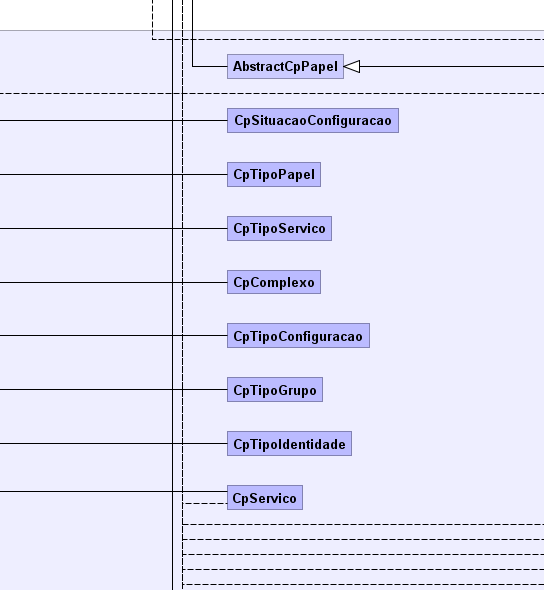 AbstractCpPapel
CpSituacaoConfiguracao
CpTipoPapel
CpTipoServico
CpComplexo
CpTipoConfiguracao
CpTipoGrupo
CpTipoIdentidade
CpServico